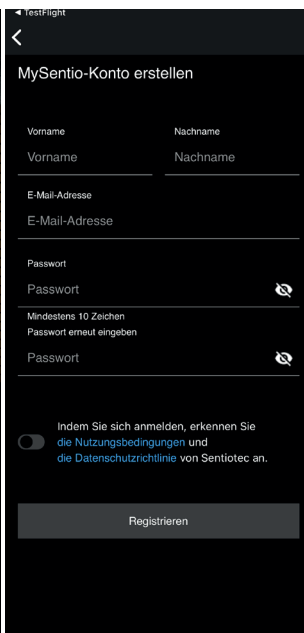 ◄ TestFlight
MySentio-Konto erstellen
Vorname Nachname
Vorname Nachname
E-Mail-Adresse
E-Mail-Adresse
Passwort
Passwort
Mindestens 10 Zeichen
Passwort erneut eingeben
Passwort
Indem Sie sich anmelden, erkennen Sie
die Nutzungsbedingungen und
die Datenschutzrichtlinie von Sentiotec an.
Registrieren